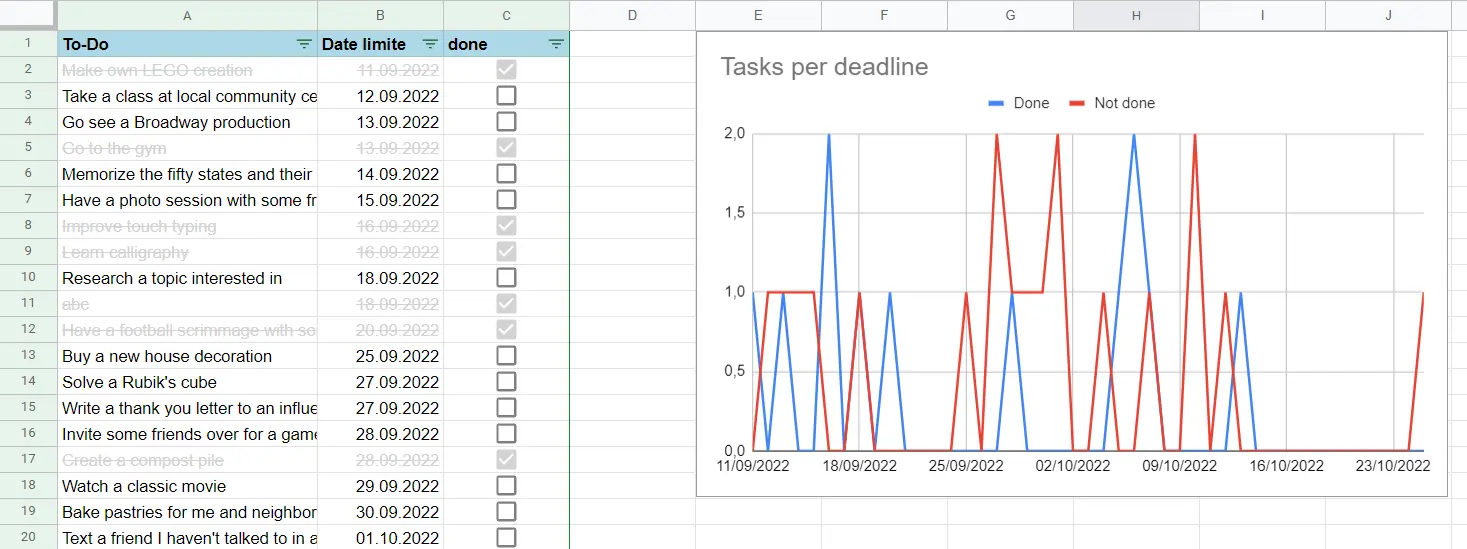 A B C D E F G H I J
1 To-Do Date limite done
2 Make own LEGO creation 11.09.2022
3 Take a class at local community ce 12.09.2022
4 Go see a Broadway production 13.09.2022
5 Go to the gym 13.09.2022
6 Memorize the fifty states and their 14.09.2022
7 Have a photo session with some fr 15.09.2022
8 Improve touch typing 16.09.2022
9 Learn calligraphy 16.09.2022
10 Research a topic interested in 18.09.2022
11 abc 18.09.2022
12 Have a football scrimmage with so 20.09.2022
13 Buy a new house decoration 25.09.2022
14 Solve a Rubik's cube 27.09.2022
15 Write a thank you letter to an influe 27.09.2022
16 Invite some friends over for a game 28.09.2022
17 Create a compost pile 28.09.2022
18 Watch a classic movie 29.09.2022
19 Bake pastries for me and neighbor 30.09.2022
20 Text a friend I haven't talked to in a 01.10.2022
Tasks per deadline
Done Not done
2,0
1,5
1,0
0,5
0,0
11/09/2022 18/09/2022 25/09/2022 02/10/2022 09/10/2022 16/10/2022 23/10/2022